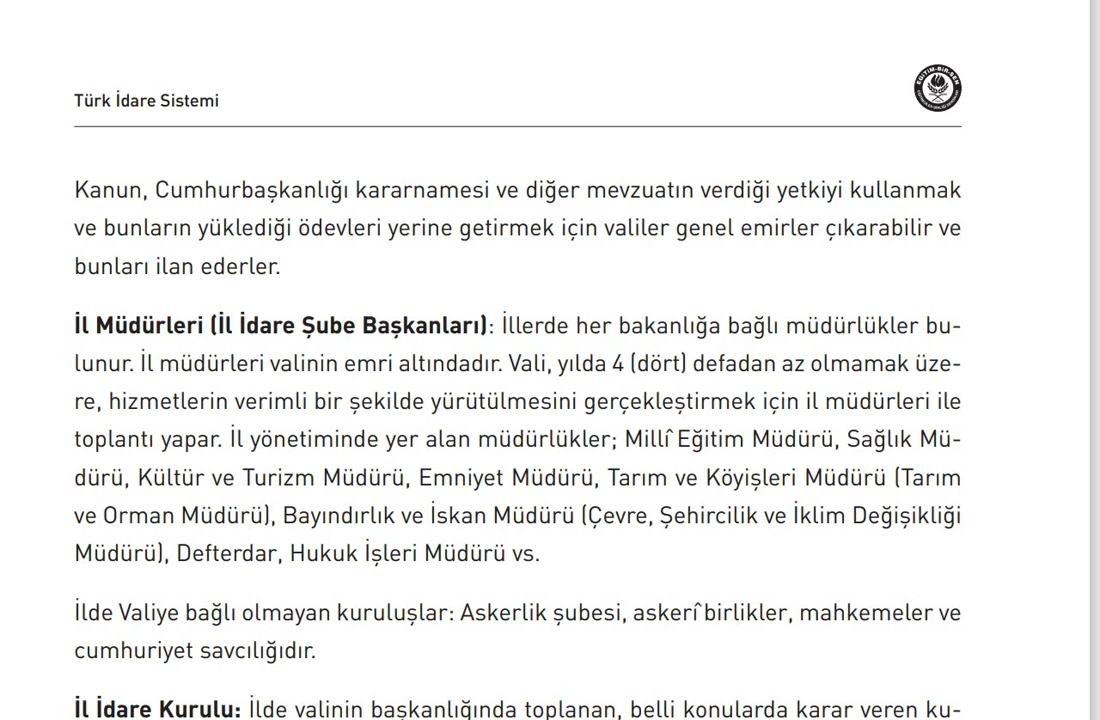 Türk İdare Sistemi
EĞİTİM-BİR-SEN
Kanun, Cumhurbaşkanlığı kararnamesi ve diğer mevzuatın verdiği yetkiyi kullanmak
ve bunların yüklediği ödevleri yerine getirmek için valiler genel emirler çıkarabilir ve
bunları ilan ederler.
İl Müdürleri (İl İdare Şube Başkanları): İllerde her bakanlığa bağlı müdürlükler bu-
lunur. İl müdürleri valinin emri altındadır. Vali, yılda 4 (dört) defadan az olmamak üze-
re, hizmetlerin verimli bir şekilde yürütülmesini gerçekleştirmek için il müdürleri ile
toplantı yapar. İl yönetiminde yer alan müdürlükler; Millî Eğitim Müdürü, Sağlık Mü-
dürü, Kültür ve Turizm Müdürü, Emniyet Müdürü, Tarım ve Köyişleri Müdürü (Tarım
ve Orman Müdürü), Bayındırlık ve İskan Müdürü (Çevre, Şehircilik ve İklim Değişikliği
Müdürü), Defterdar, Hukuk İşleri Müdürü vs.
İlde Valiye bağlı olmayan kuruluşlar: Askerlik şubesi, askerî birlikler, mahkemeler ve
cumhuriyet savcılığıdır.
İl İdare Kurulu: İlde valinin başkanlığında toplanan, belli konularda karar veren ku-